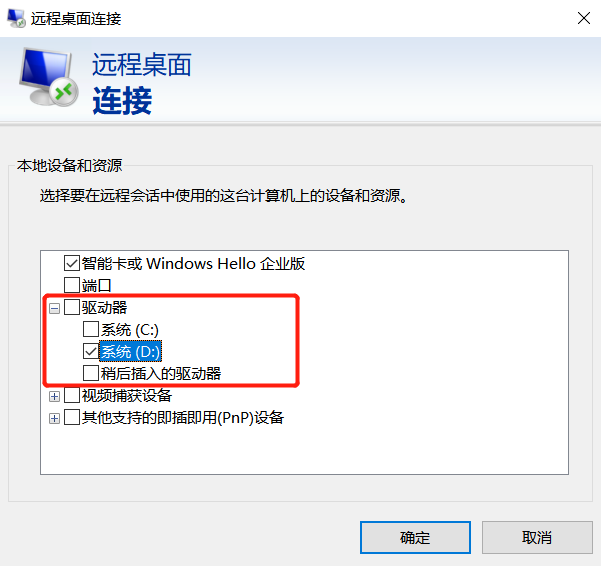 远程桌面连接
远程桌面
连接
本地设备和资源
选择要在远程会话中使用的这台计算机上的设备和资源。
智能卡或 Windows Hello 企业版
端口
驱动器
系统 (C:)
系统 (D:)
稍后插入的驱动器
视频捕获设备
其他支持的即插即用(PnP)设备
确定
取消